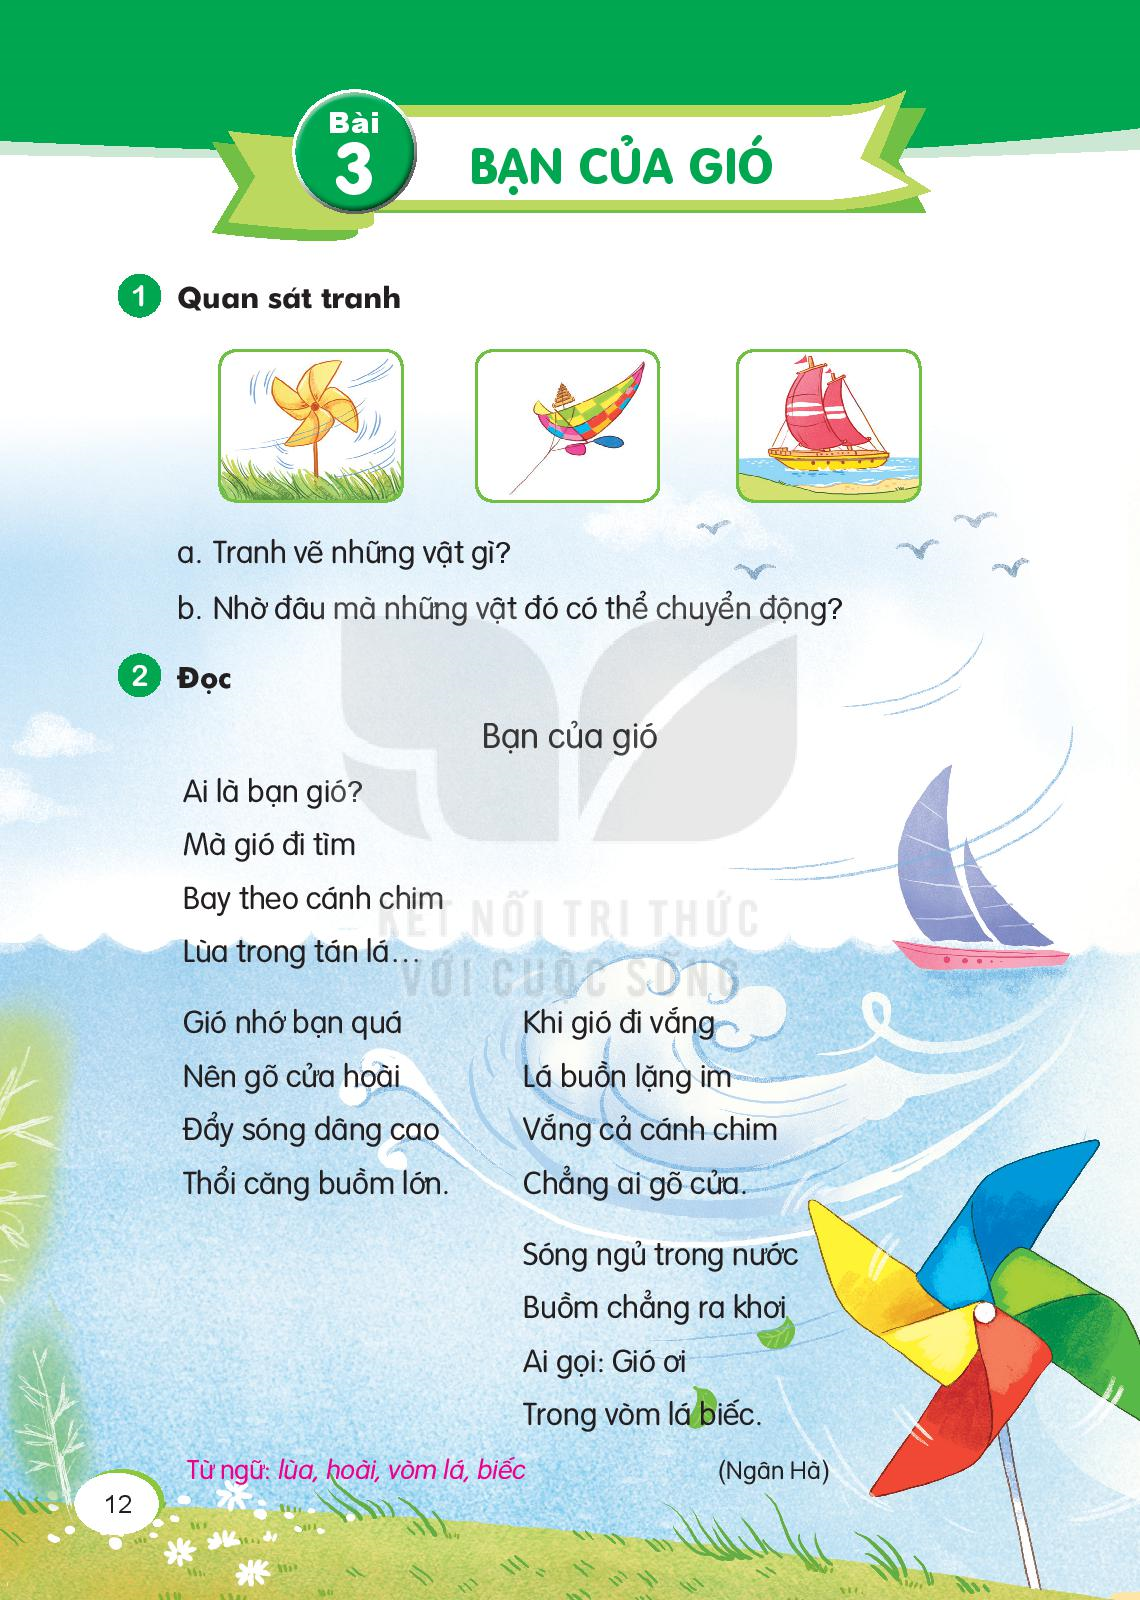 Bài
3
BẠN CỦA GIÓ
1 Quan sát tranh
a. Tranh vẽ những vật gì?
b. Nhờ đâu mà những vật đó có thể chuyển động?
2 Đọc
Bạn của gió
Ai là bạn gió?
Mà gió đi tìm
Bay theo cánh chim
Lùa trong tán lá...
Gió nhớ bạn quá
Nên gõ cửa hoài
Đẩy sóng dâng cao
Thổi căng buồm lớn.
Khi gió đi vắng
Lá buồn lặng im
Vắng cả cánh chim
Chẳng ai gõ cửa.
Sóng ngủ trong nước
Buồm chẳng ra khơi
Ai gọi: Gió ơi
Trong vòm lá biếc.
Từ ngữ: lùa, hoài, vòm lá, biếc
(Ngân Hà)
12
KẾT NỐI TRI THỨC
VỚI CUỘC SỐNG